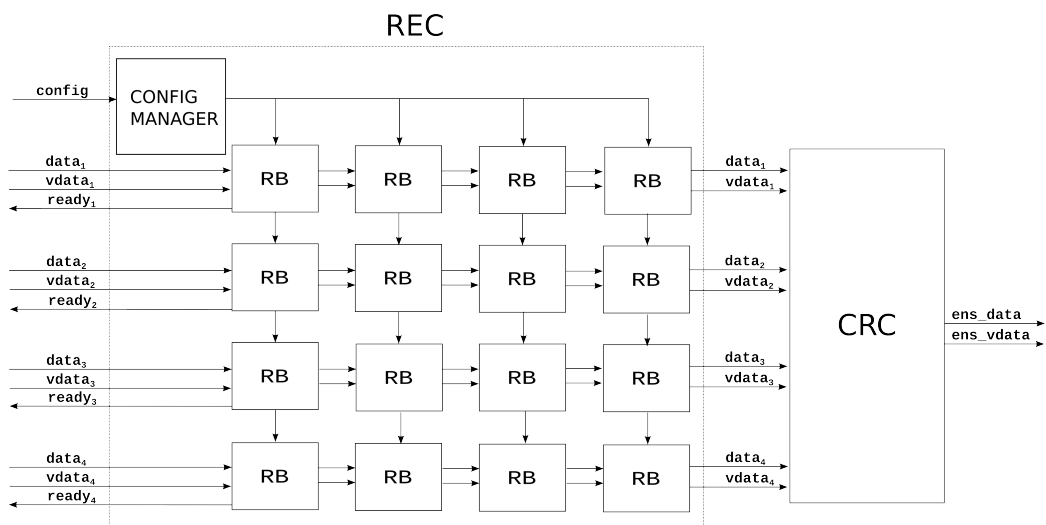 REC
config
CONFIG
MANAGER
data₁
vdata₁
ready₁
RB RB RB RB
data₁
vdata₁
data₂
vdata₂
ready₂
RB RB RB RB
data₂
vdata₂
CRC
ens_data
ens_vdata
data₃
vdata₃
ready₃
RB RB RB RB
data₃
vdata₃
data₄
vdata₄
ready₄
RB RB RB RB
data₄
vdata₄